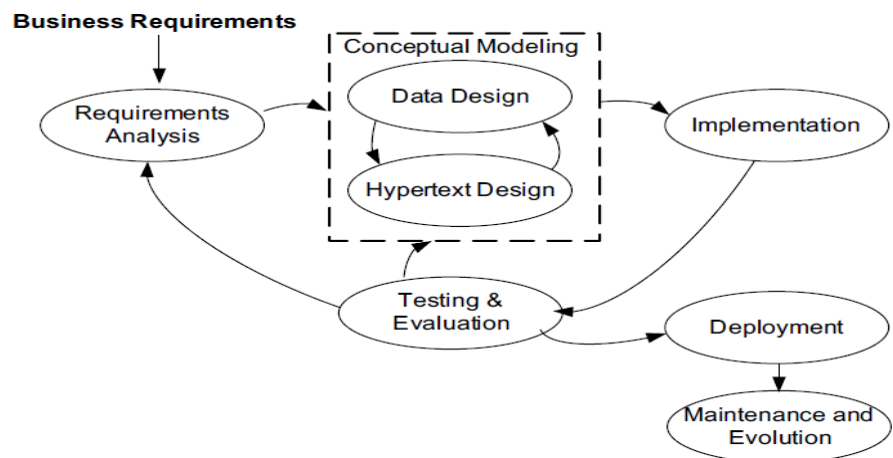 Business Requirements
Conceptual Modeling
Data Design
Requirements
Analysis
Implementation
Hypertext Design
Testing &
Evaluation
Deployment
Maintenance and
Evolution